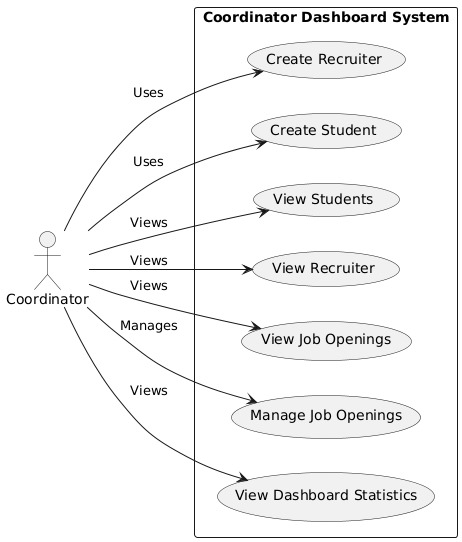 Coordinator Dashboard System
Create Recruiter
Uses
Create Student
Uses
View Students
Views
View Recruiter
Views
Views
Coordinator
View Job Openings
Manages
Manage Job Openings
Views
View Dashboard Statistics